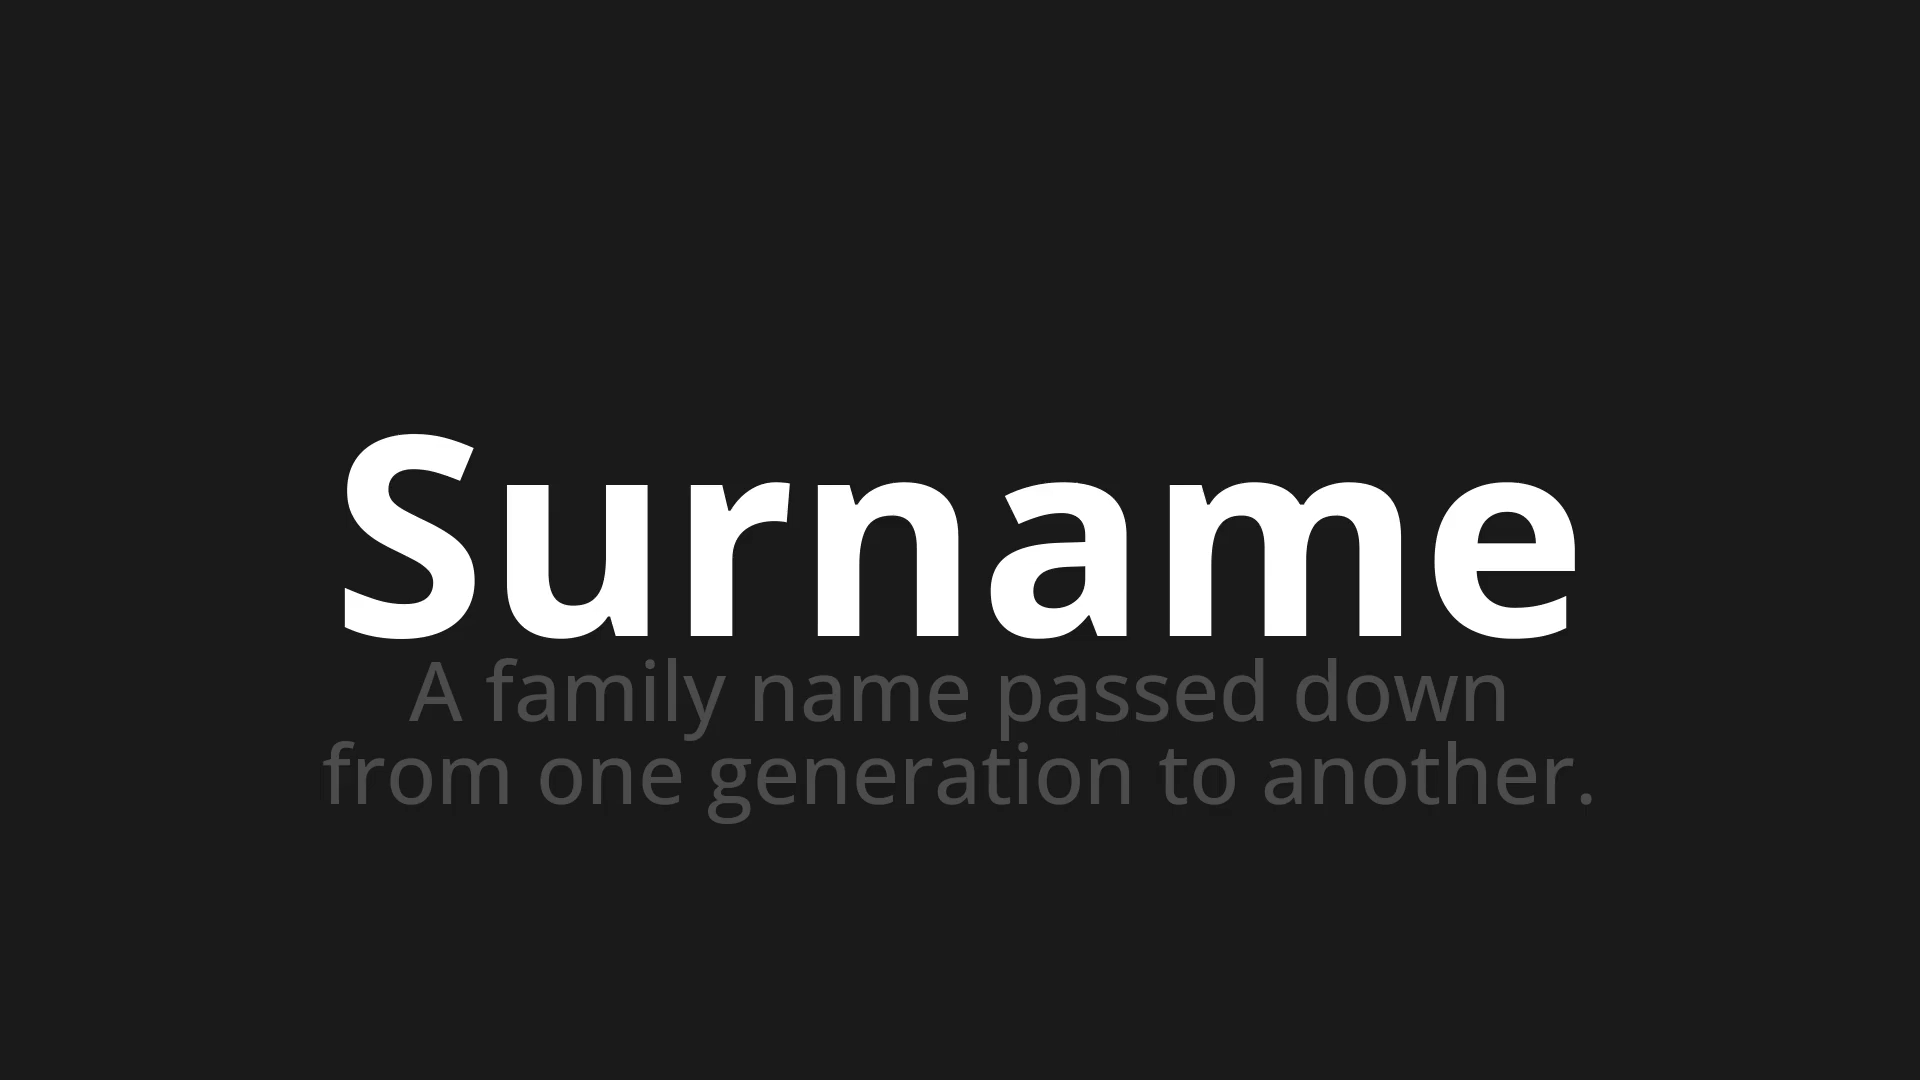 Surname
A family name passed down
from one generation to another.